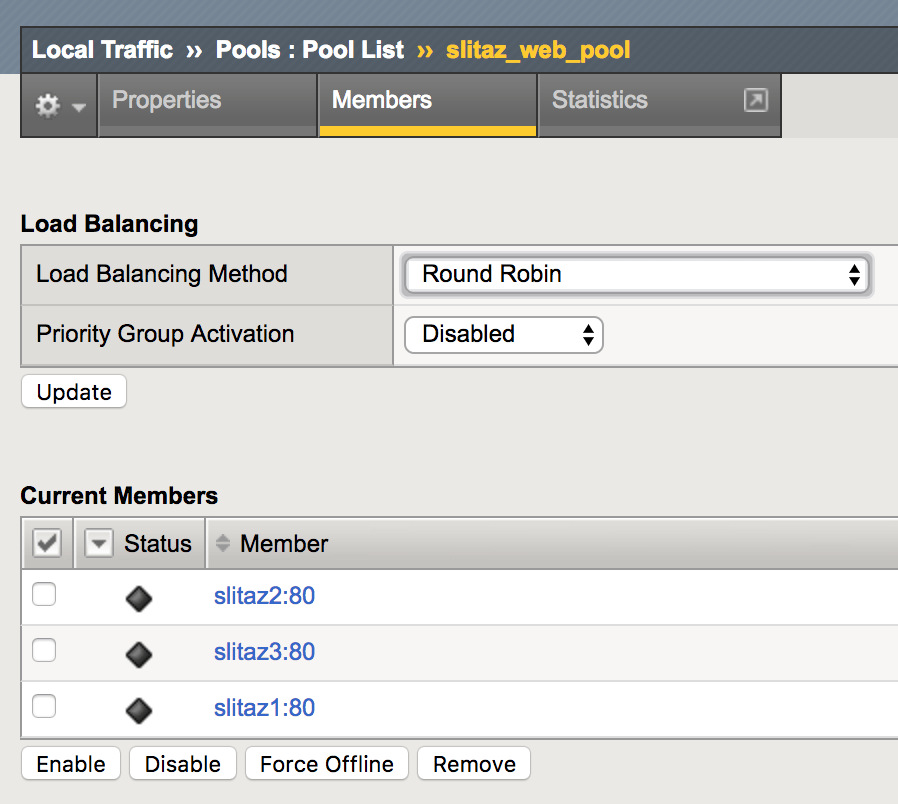 Local Traffic ›› Pools : Pool List ›› slitaz_web_pool
Properties Members Statistics
Load Balancing
Load Balancing Method Round Robin
Priority Group Activation Disabled
Update
Current Members
Status Member
slitaz2:80
slitaz3:80
slitaz1:80
Enable Disable Force Offline Remove